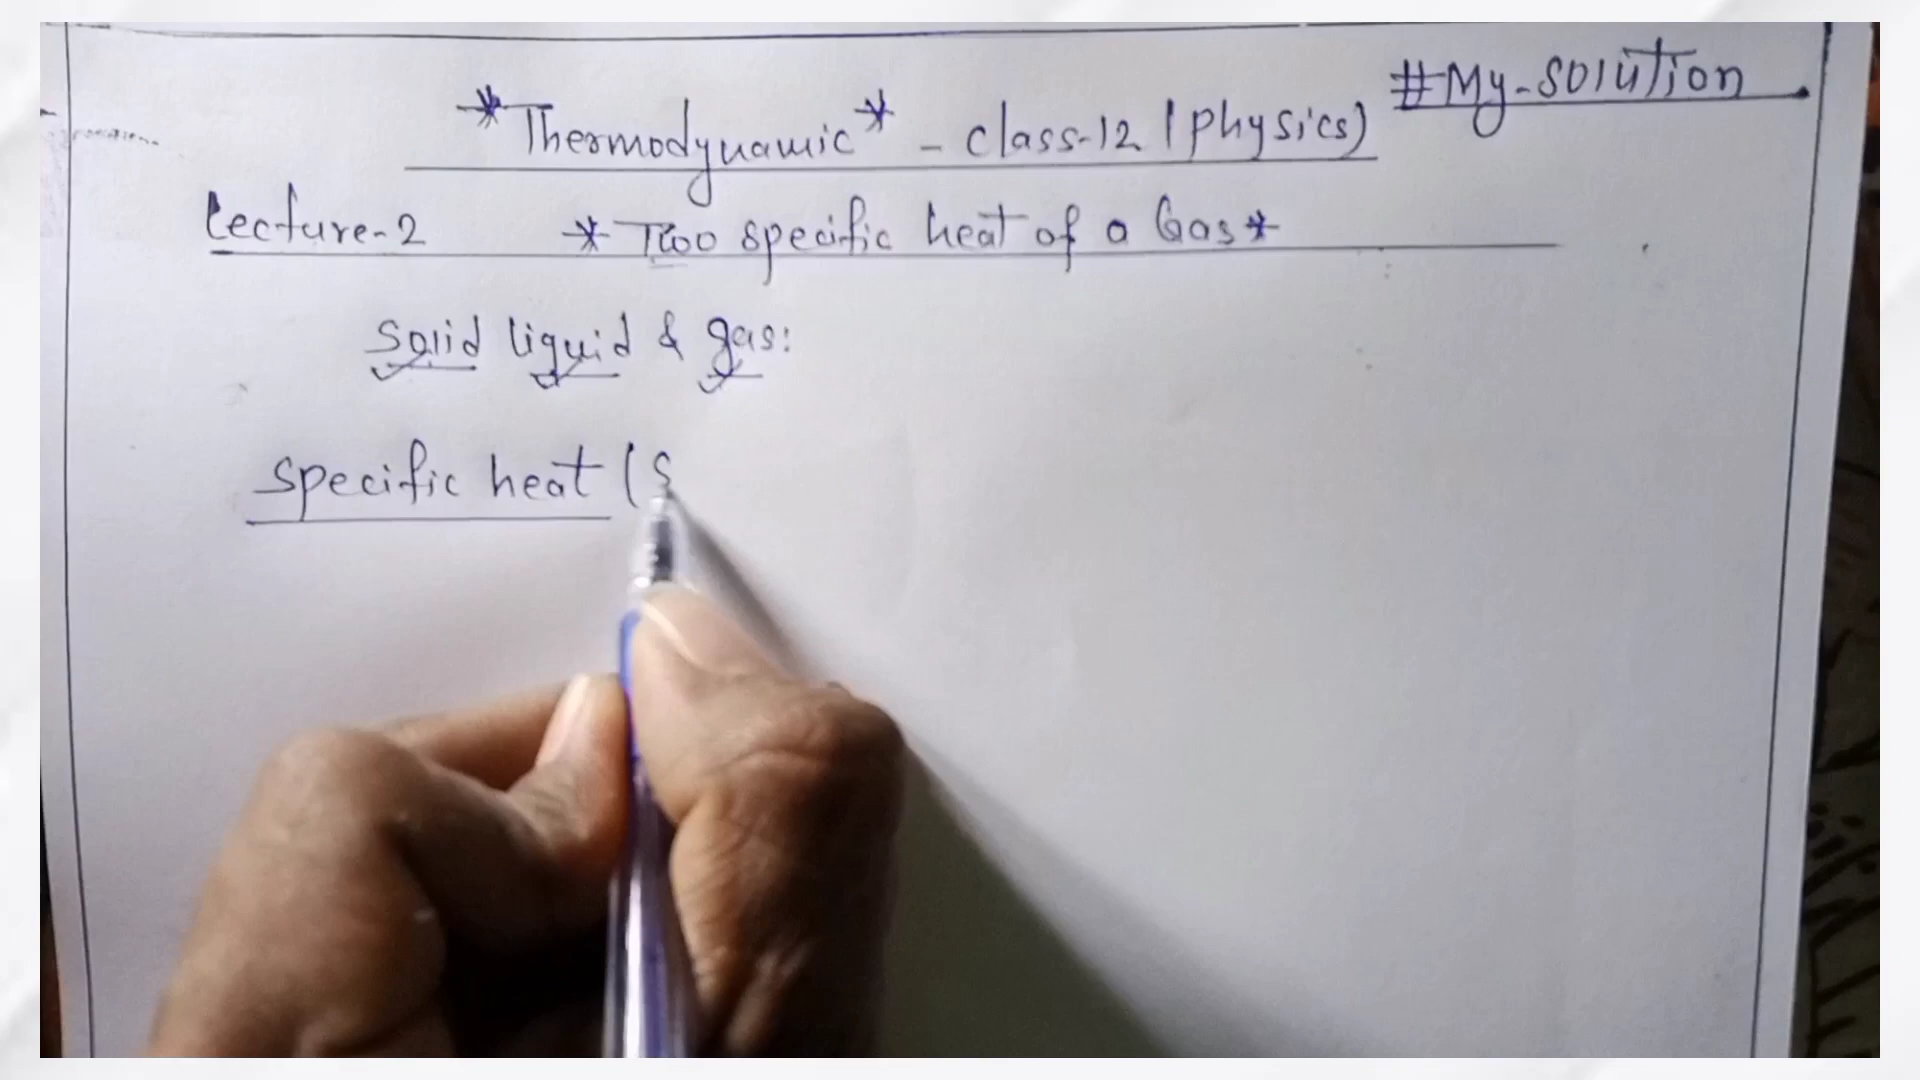 #My-Solution
*Thermodynamic* - class-12 (physics)
Lecture-2 *Two specific heat of a Gas*
Solid liquid & gas:
Specific heat (S